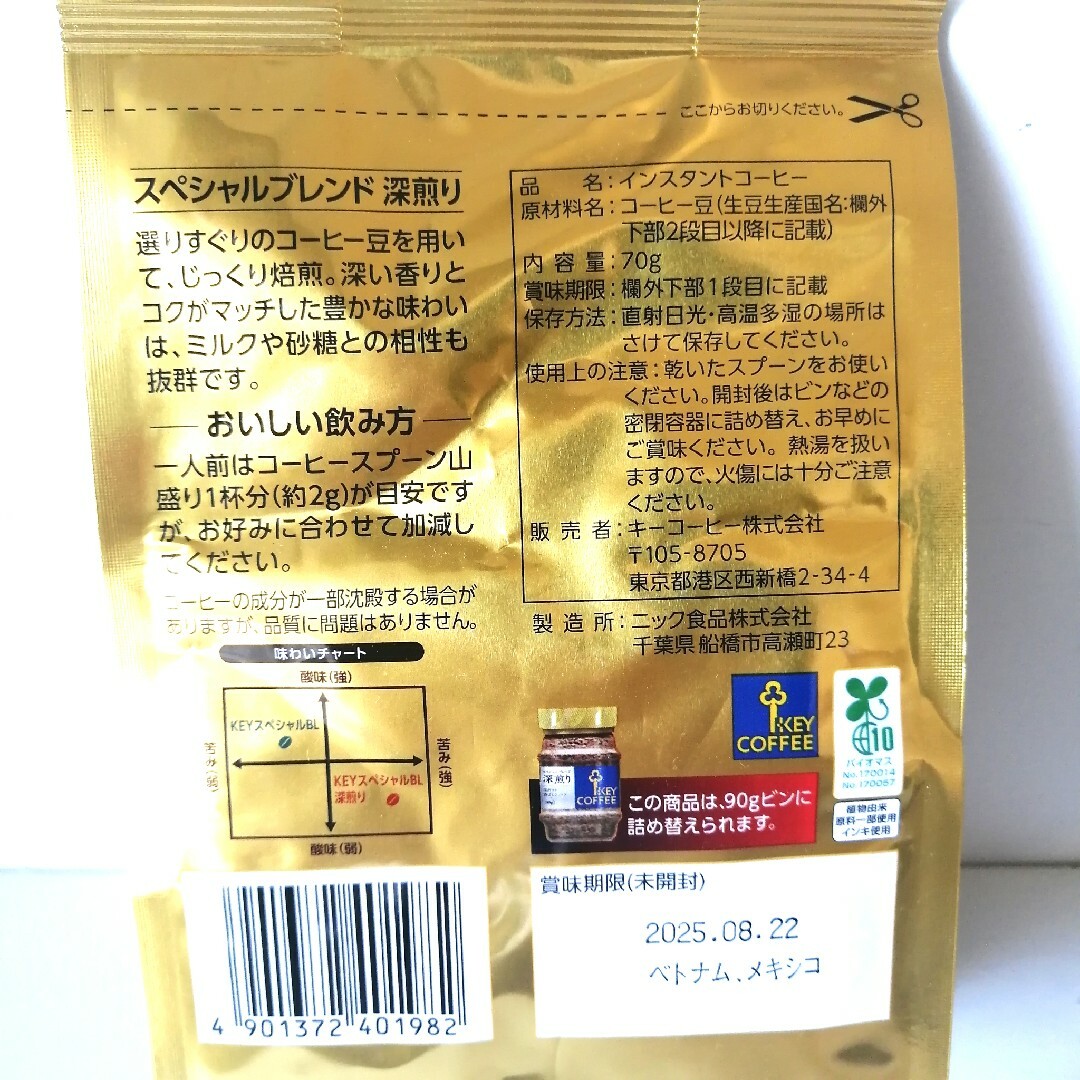 ここからお切りください。
スペシャルブレンド 深煎り
選りすぐりのコーヒー豆を用い
て、じっくり焙煎。深い香りと
コクがマッチした豊かな味わい
は、ミルクや砂糖との相性も
抜群です。
おいしい飲み方
一人前はコーヒースプーン山
盛り1杯分(約2g)が目安です
が、お好みに合わせて加減し
てください。
コーヒーの成分が一部沈殿する場合が
ありますが、品質に問題はありません。
味わいチャート
酸味(強)
KEYスペシャルBL
苦み(弱)
苦み(強)
KEYスペシャルBL
深煎り
酸味(弱)
4 901372 401982
品 名:インスタントコーヒー
原材料名:コーヒー豆(生豆生産国名:欄外
下部2段目以降に記載)
内容量:70g
賞味期限:欄外下部1段目に記載
保存方法:直射日光・高温多湿の場所は
さけて保存してください。
使用上の注意:乾いたスプーンをお使い
ください。開封後はビンなどの
密閉容器に詰め替え、お早めに
ご賞味ください。熱湯を扱い
ますので、火傷には十分ご注意
ください。
販売者:キーコーヒー株式会社
〒105-8705
東京都港区西新橋2-34-4
製造所:ニック食品株式会社
千葉県船橋市高瀬町23
KEY
COFFEE
10
バイオマス
No.170014
No.170057
植物由来
原料一部使用
インキ使用
深煎り
KEY
COFFEE
この商品は、90gビンに
詰め替えられます。
賞味期限(未開封)
2025.08.22
ベトナム、メキシコ